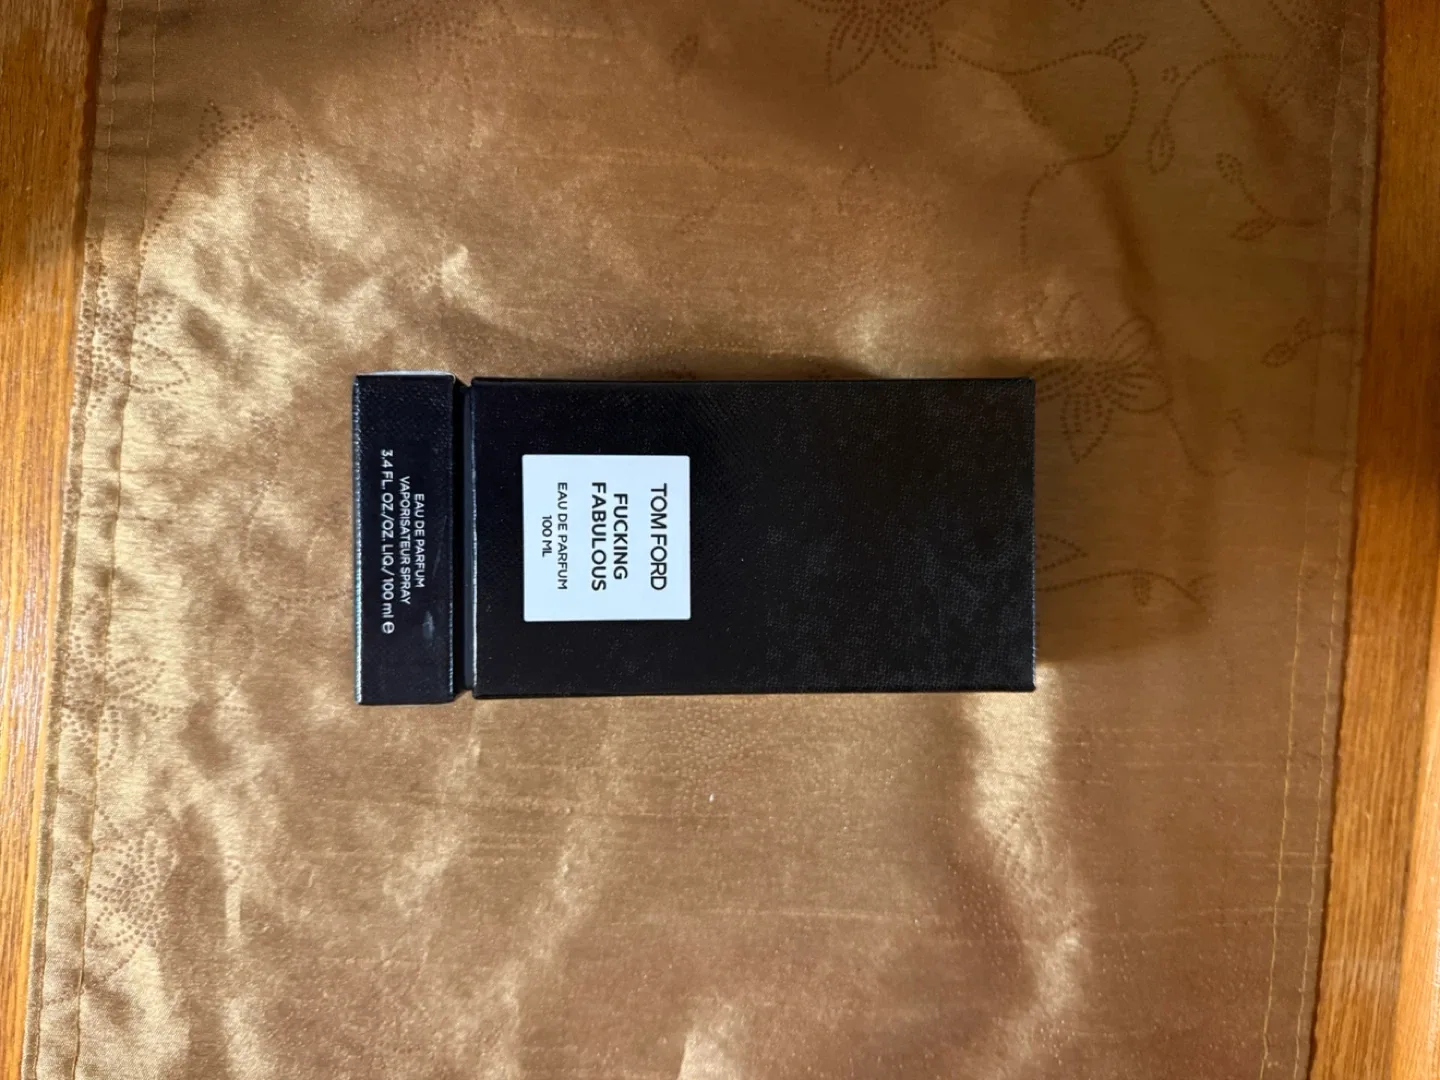 TOM FORD
FUCKING
FABULOUS
EAU DE PARFUM
100 ML
EAU DE PARFUM
VAPORISATEUR SPRAY
3.4 FL. OZ./OZ. LIQ./ 100 ml ℮